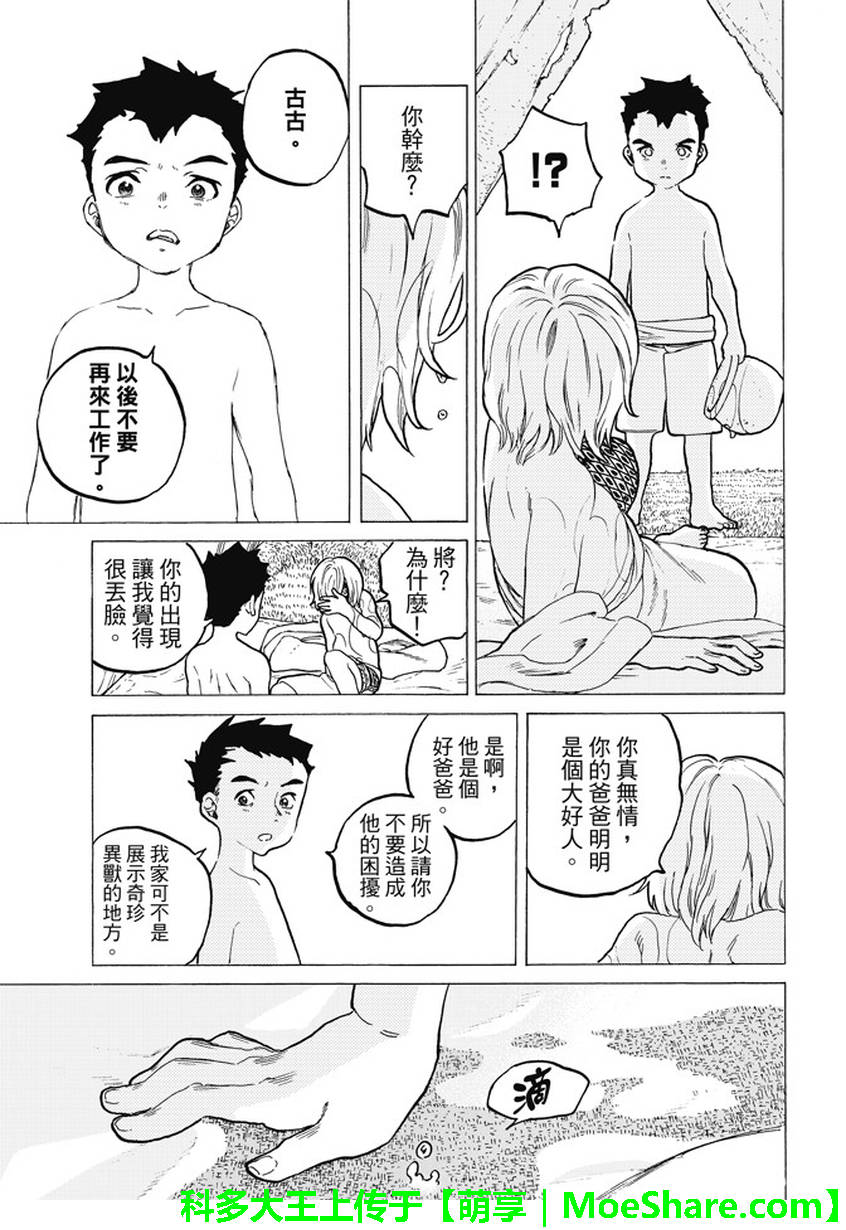 !?
你幹麼？
古古。
以後不要
再來工作了。
將？
為什麼！
你的出現
讓我覺得
很丟臉。
你真無情，
你的爸爸明明
是個大好人。
是啊，
他是個
好爸爸。
所以請你
不要造成
他的困擾。
我家可不是
展示奇珍
異獸的地方。
滴
科多大王上传于【萌享｜MoeShare.com】